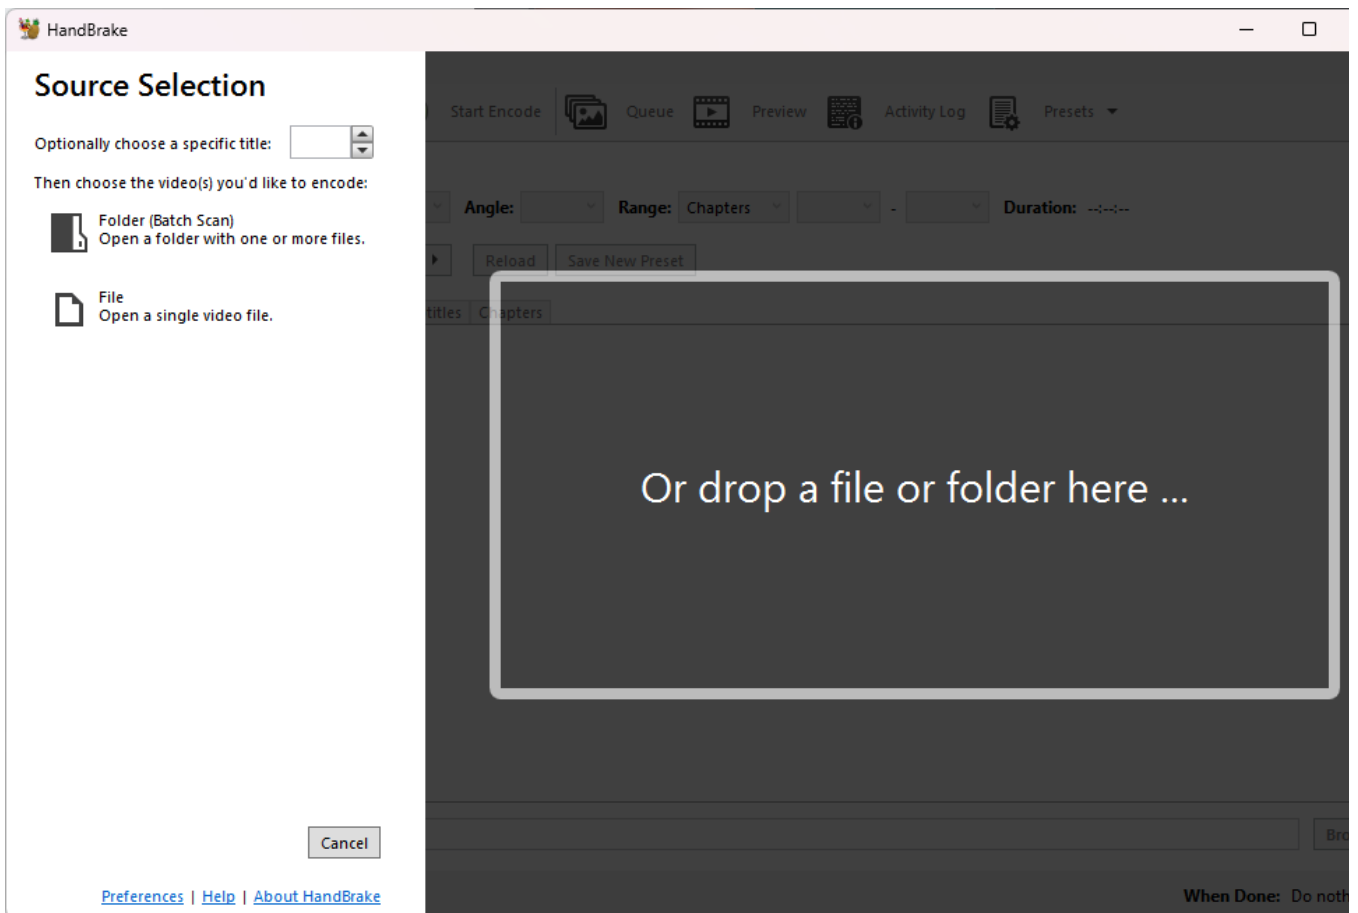 HandBrake
Source Selection
Optionally choose a specific title:
Then choose the video(s) you'd like to encode:
Folder (Batch Scan)
Open a folder with one or more files.
File
Open a single video file.
Cancel
Preferences | Help | About HandBrake
Start Encode Queue Preview Activity Log Presets
Angle: Range: Chapters - Duration: --:--:--
Reload Save New Preset
titles Chapters
Or drop a file or folder here ...
Bro
When Done: Do noth